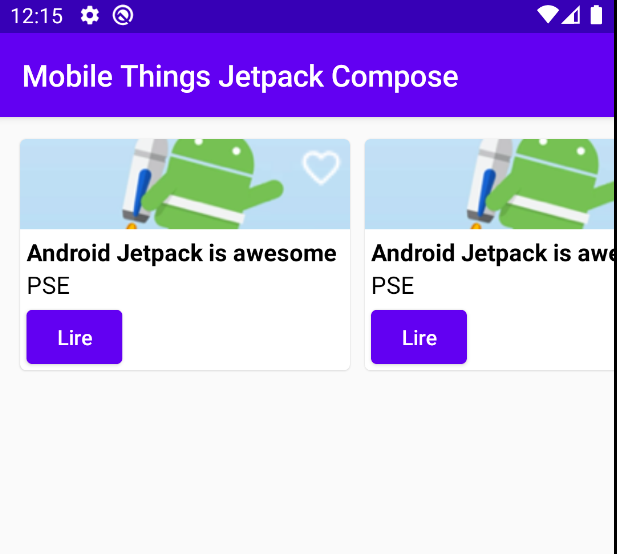 12:15
Mobile Things Jetpack Compose
Android Jetpack is awesome
PSE
Lire
Android Jetpack is awe
PSE
Lire